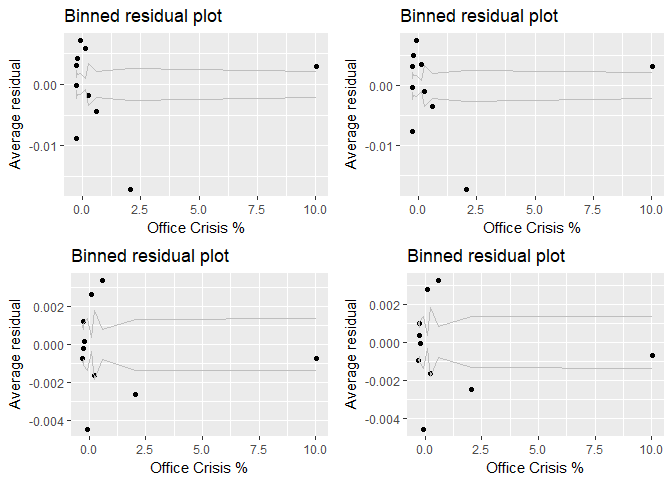 Binned residual plot
Binned residual plot
0.00
-0.01
Average residual
0.0 2.5 5.0 7.5 10.0
Office Crisis %
0.00
-0.01
Average residual
0.0 2.5 5.0 7.5 10.0
Office Crisis %
Binned residual plot
Binned residual plot
0.002
0.000
-0.002
-0.004
Average residual
0.0 2.5 5.0 7.5 10.0
Office Crisis %
0.002
0.000
-0.002
-0.004
Average residual
0.0 2.5 5.0 7.5 10.0
Office Crisis %